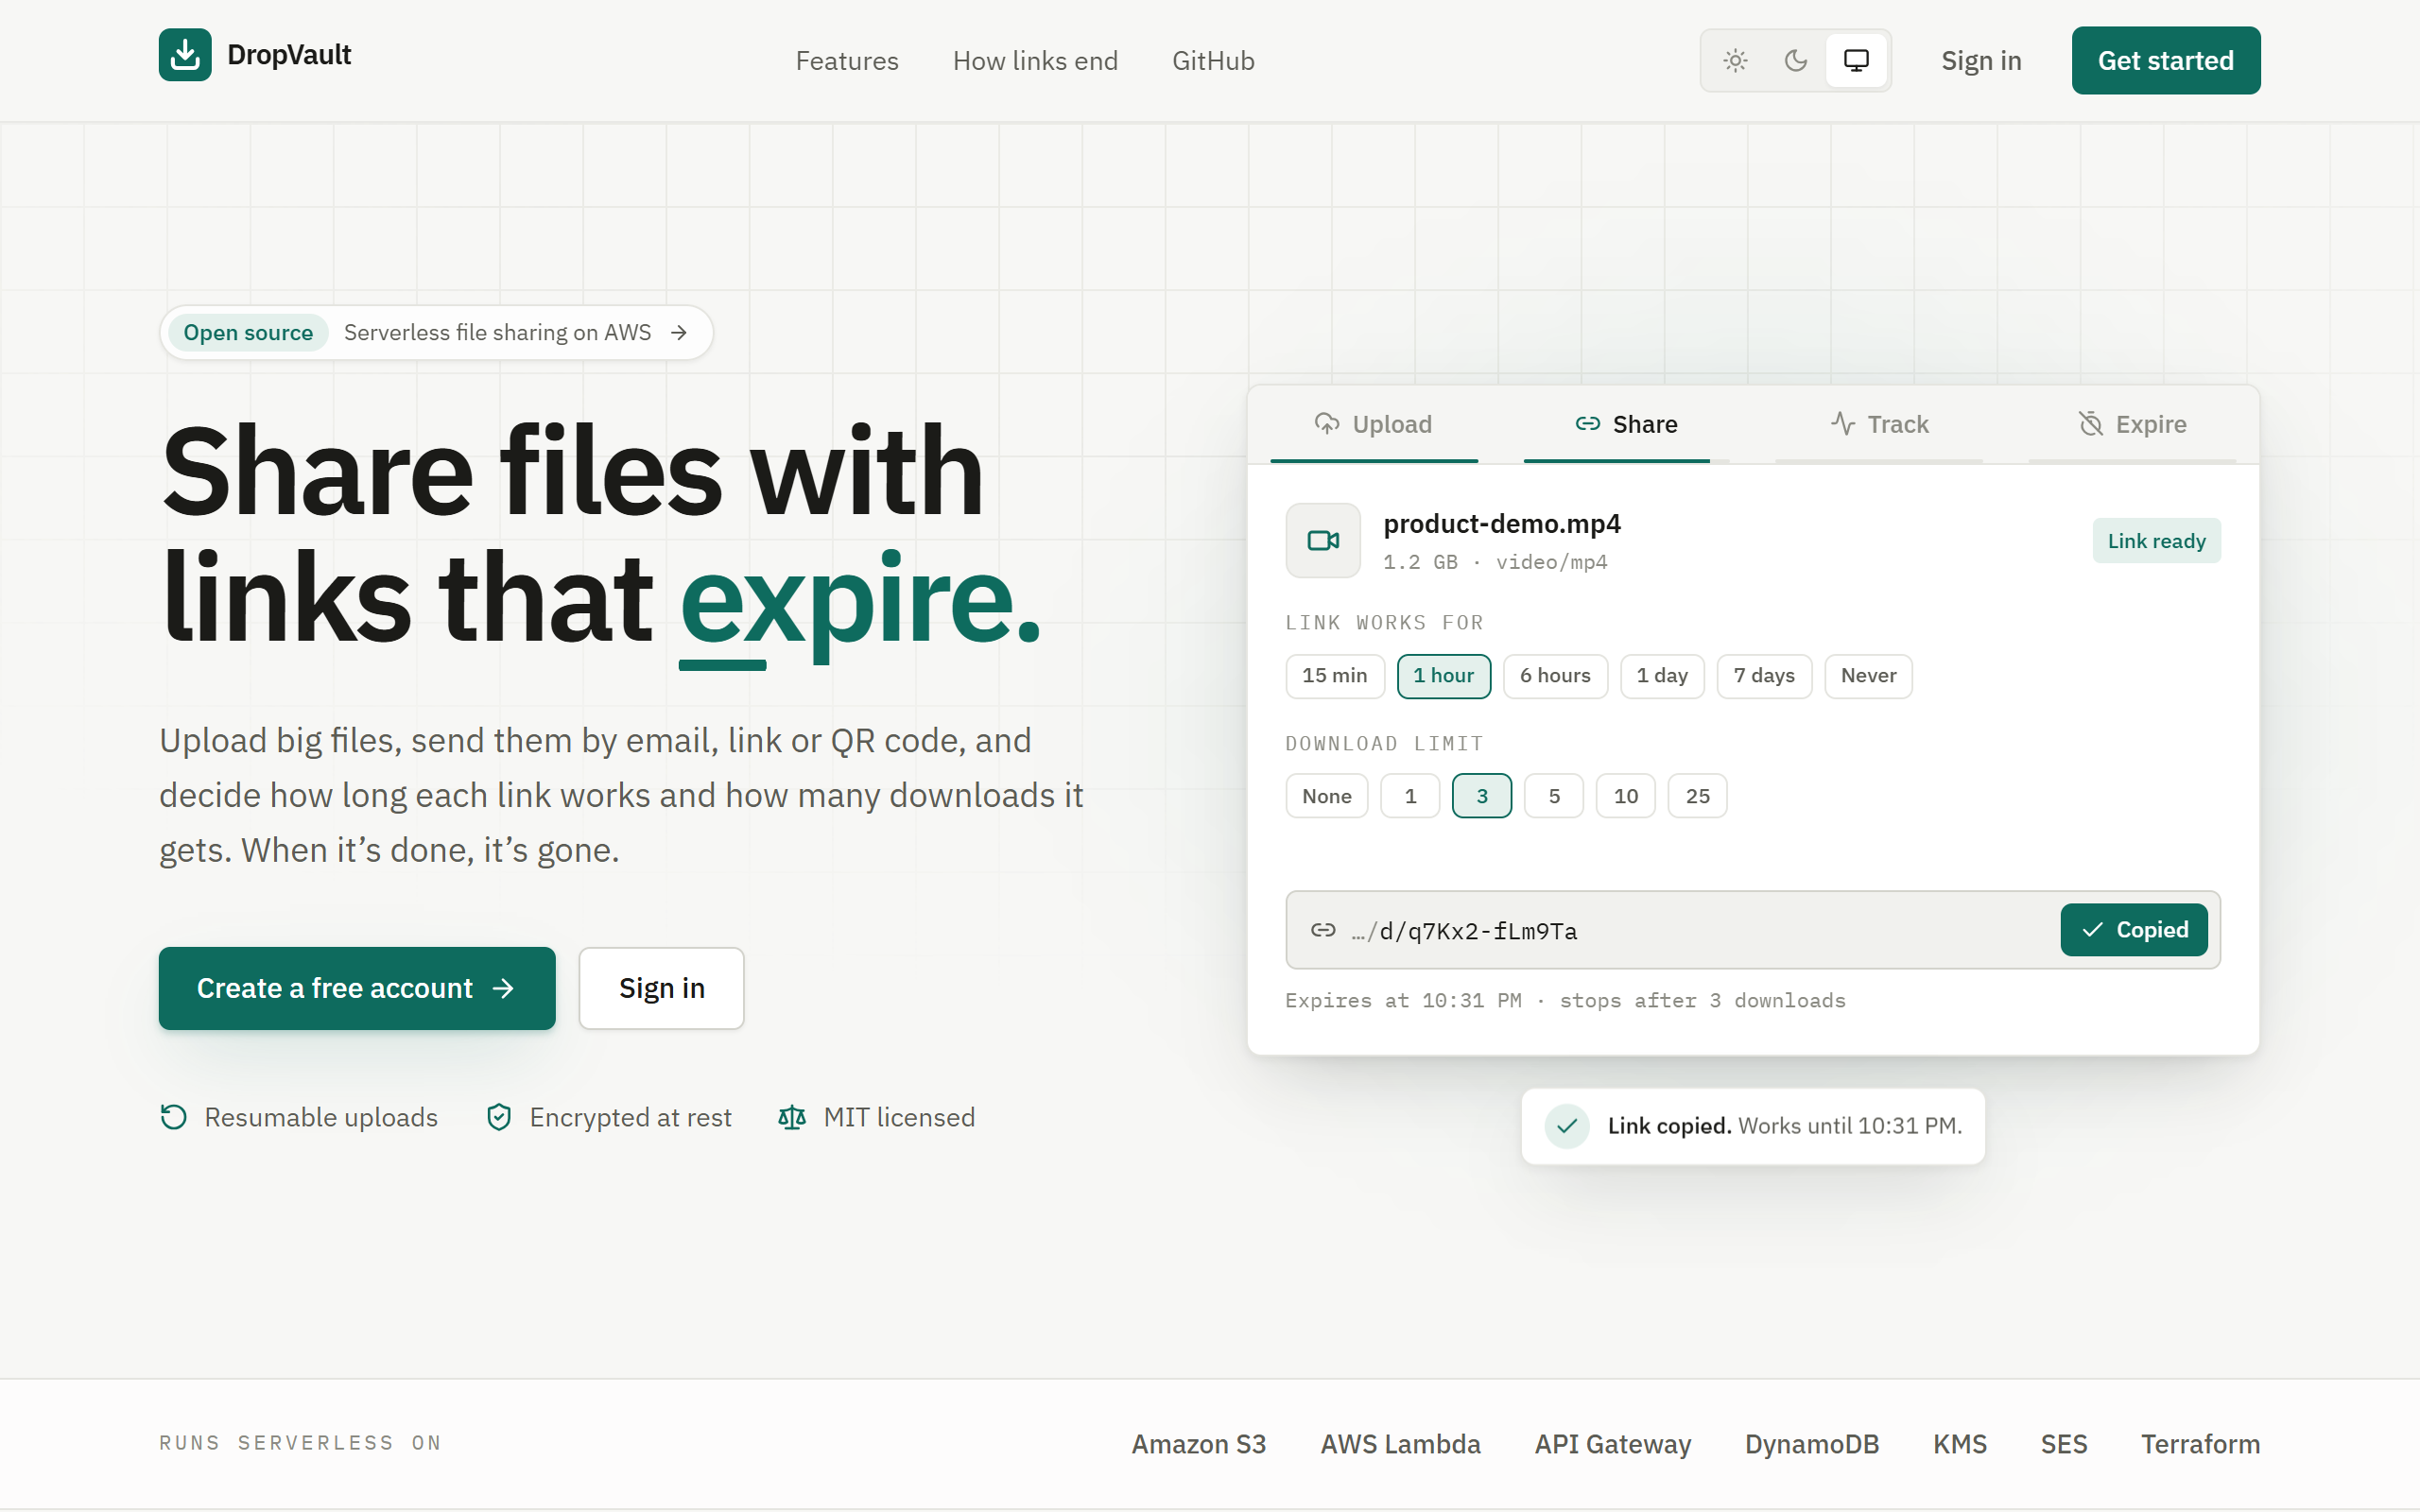 DropVault
Features How links end GitHub
Sign in Get started
Open source Serverless file sharing on AWS
Share files with
links that expire.
Upload big files, send them by email, link or QR code, and
decide how long each link works and how many downloads it
gets. When it’s done, it’s gone.
Create a free account Sign in
Resumable uploads Encrypted at rest MIT licensed
Upload Share Track Expire
product-demo.mp4
1.2 GB · video/mp4
Link ready
LINK WORKS FOR
15 min 1 hour 6 hours 1 day 7 days Never
DOWNLOAD LIMIT
None 1 3 5 10 25
…/d/q7Kx2-fLm9Ta Copied
Expires at 10:31 PM · stops after 3 downloads
Link copied. Works until 10:31 PM.
RUNS SERVERLESS ON
Amazon S3 AWS Lambda API Gateway DynamoDB KMS SES Terraform